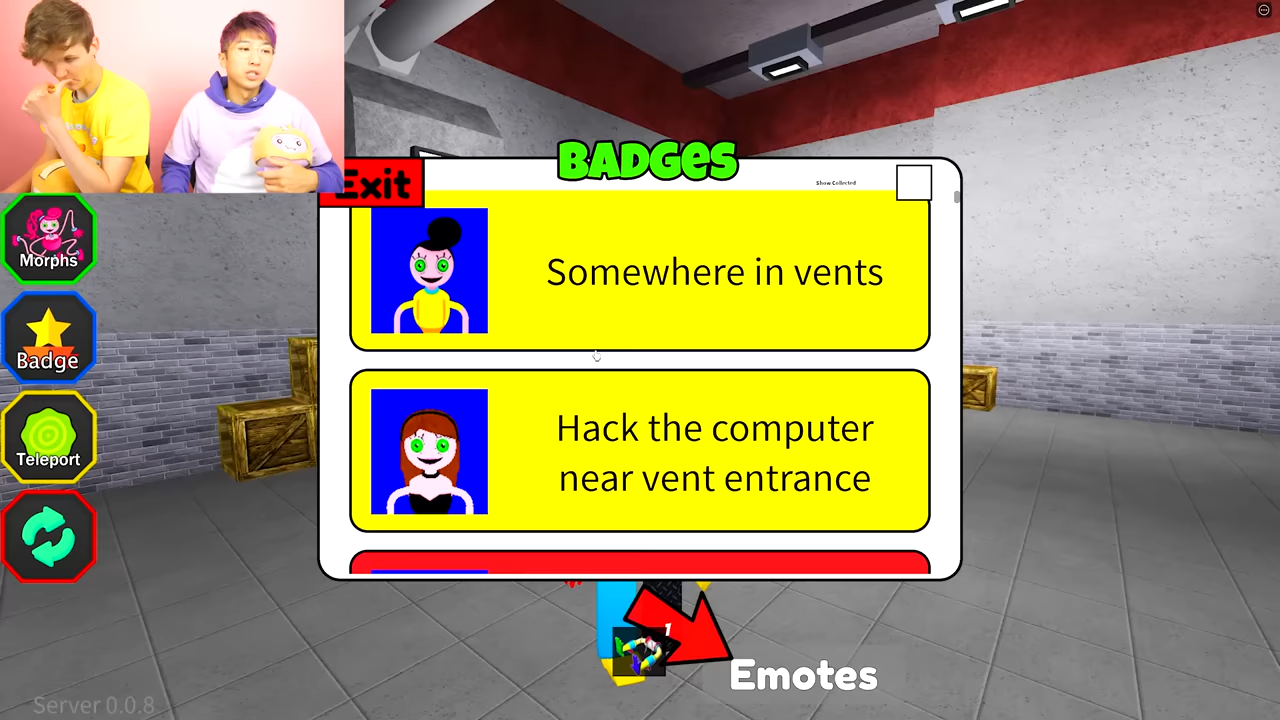 BADGES
Show Collected
Exit
Somewhere in vents
Morphs
Badge
Hack the computer
near vent entrance
Teleport
1
Emotes
Server 0.0.8